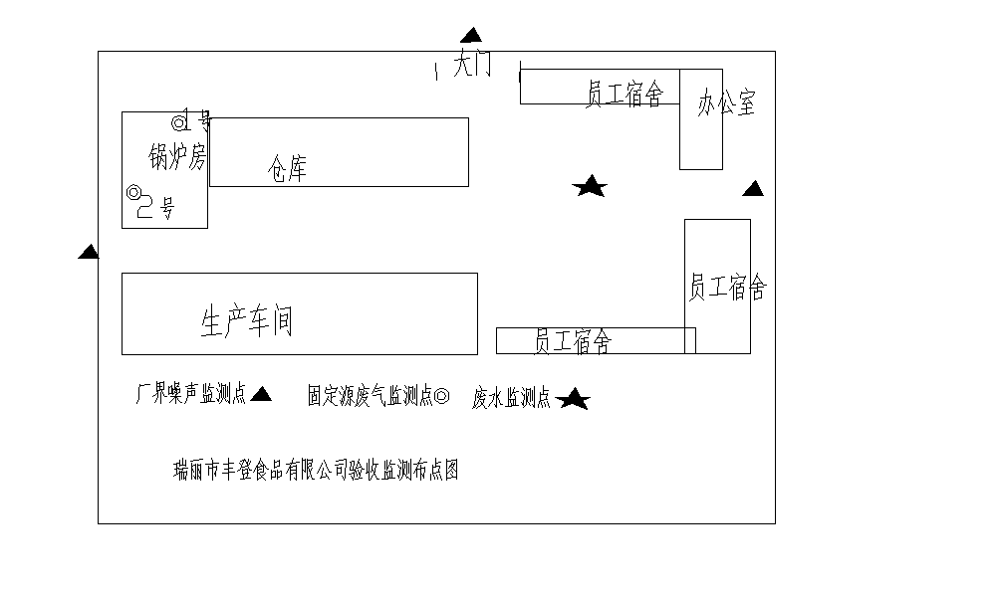 大门
员工宿舍
办公室
1号
锅炉房
仓库
2号
员工宿舍
生产车间
员工宿舍
厂界噪声监测点
固定源废气监测点
废水监测点
瑞丽市丰登食品有限公司验收监测布点图